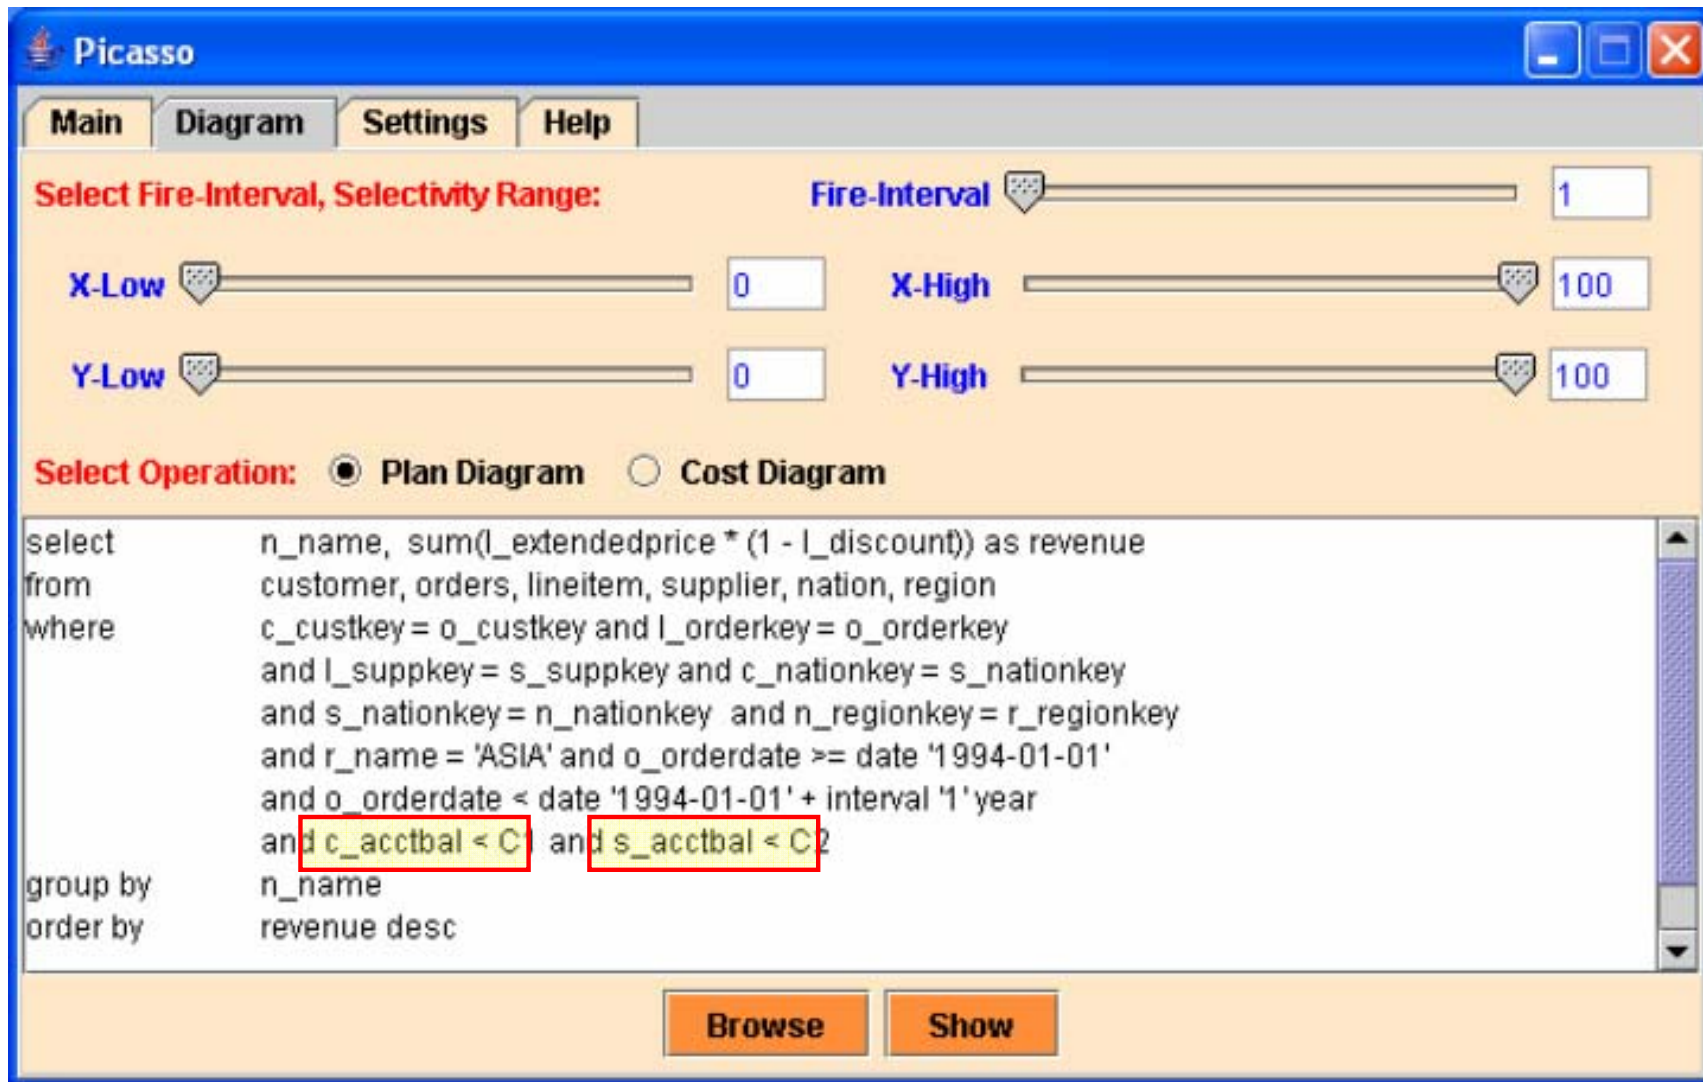 Picasso
Main Diagram Settings Help
Select Fire-Interval, Selectivity Range: Fire-Interval 1
X-Low 0 X-High 100
Y-Low 0 Y-High 100
Select Operation: Plan Diagram Cost Diagram
select n_name, sum(l_extendedprice * (1 - l_discount)) as revenue
from customer, orders, lineitem, supplier, nation, region
where c_custkey = o_custkey and l_orderkey = o_orderkey
and l_suppkey = s_suppkey and c_nationkey = s_nationkey
and s_nationkey = n_nationkey and n_regionkey = r_regionkey
and r_name = 'ASIA' and o_orderdate >= date '1994-01-01'
and o_orderdate < date '1994-01-01' + interval '1' year
and c_acctbal < C1 and s_acctbal < C2
group by n_name
order by revenue desc
Browse Show